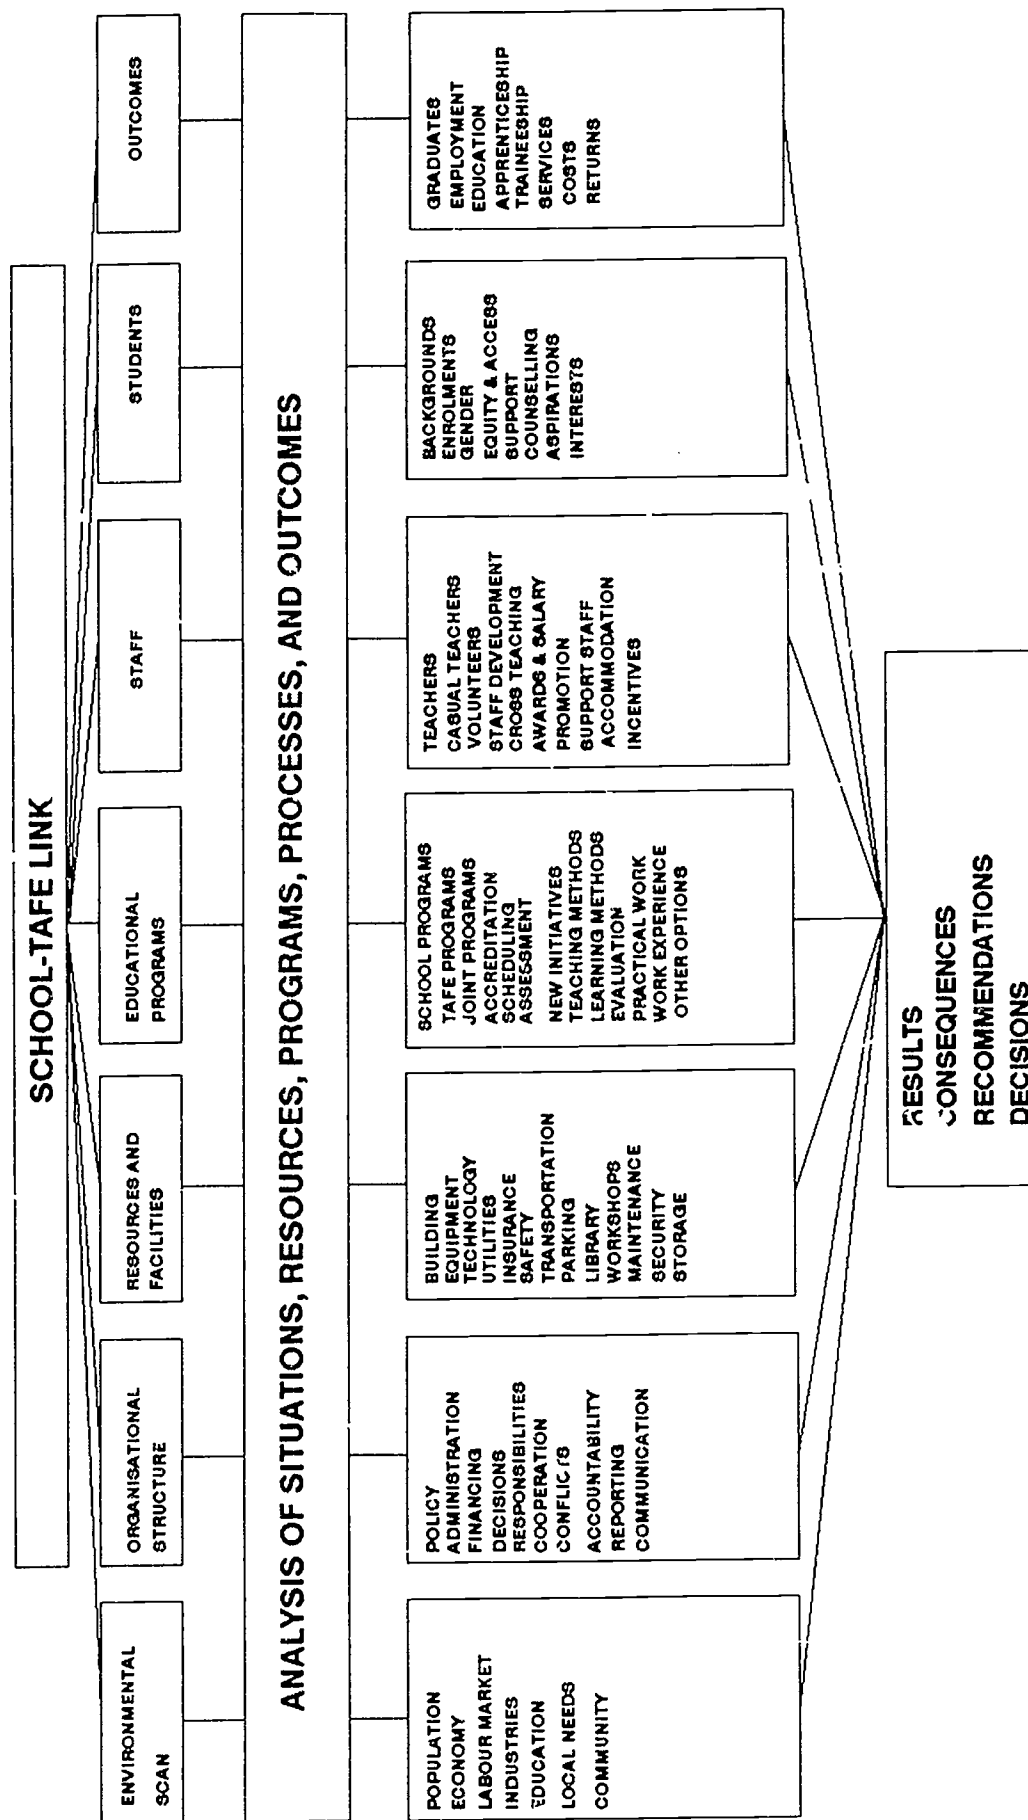 SCHOOL-TAFE LINK
ENVIRONMENTAL
SCAN
ORGANISATIONAL
STRUCTURE
RESOURCES AND
FACILITIES
EDUCATIONAL
PROGRAMS
STAFF
STUDENTS
OUTCOMES
ANALYSIS OF SITUATIONS, RESOURCES, PROGRAMS, PROCESSES, AND OUTCOMES
POPULATION
ECONOMY
LABOUR MARKET
INDUSTRIES
EDUCATION
LOCAL NEEDS
COMMUNITY
POLICY
ADMINISTRATION
FINANCING
DECISIONS
RESPONSIBILITIES
COOPERATION
CONFLICTS
ACCOUNTABILITY
REPORTING
COMMUNICATION
BUILDING
EQUIPMENT
TECHNOLOGY
UTILITIES
INSURANCE
SAFETY
TRANSPORTATION
PARKING
LIBRARY
WORKSHOPS
MAINTENANCE
SECURITY
STORAGE
SCHOOL PROGRAMS
TAFE PROGRAMS
JOINT PROGRAMS
ACCREDITATION
SCHEDULING
ASSESSMENT
NEW INITIATIVES
TEACHING METHODS
LEARNING METHODS
EVALUATION
PRACTICAL WORK
WORK EXPERIENCE
OTHER OPTIONS
TEACHERS
CASUAL TEACHERS
VOLUNTEERS
STAFF DEVELOPMENT
CROSS TEACHING
AWARDS & SALARY
PROMOTION
SUPPORT STAFF
ACCOMMODATION
INCENTIVES
BACKGROUNDS
ENROLMENTS
GENDER
EQUITY & ACCESS
SUPPORT
COUNSELLING
ASPIRATIONS
INTERESTS
GRADUATES
EMPLOYMENT
EDUCATION
APPRENTICESHIP
TRAINEESHIP
SERVICES
COSTS
RETURNS
RESULTS
CONSEQUENCES
RECOMMENDATIONS
DECISIONS